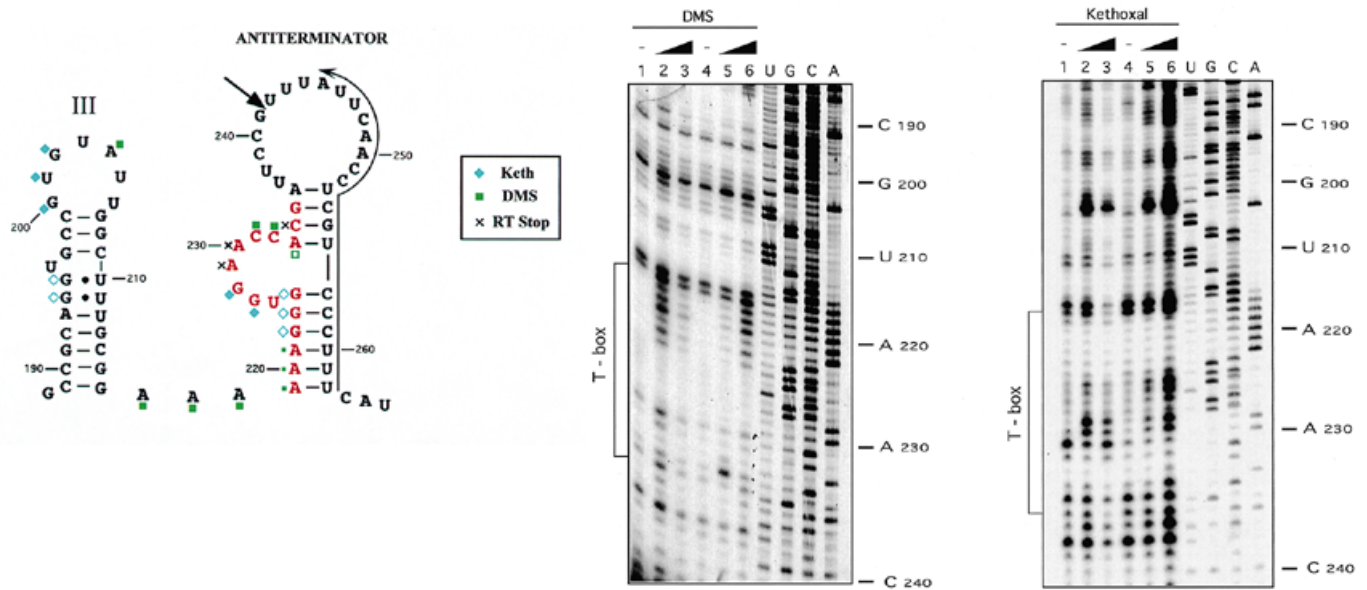 ANTITERMINATOR
III
G U A
U U
200 G U
C G
C G
G C
U
G U 210
G U
A U
C G
G C
190 C G
G C G
A A A
G U U U A U U C A A C C 250
240 C C U U A U
G C
C G
A U
230 A C C
A G G U
G C
G C
G C
A U 260
220 A U
A U C A U
Keth
DMS
RT Stop
DMS
- - 
1 2 3 4 5 6 U G C A
C 190
G 200
U 210
A 220
A 230
C 240
T - box
Kethoxal
- -
1 2 3 4 5 6 U G C A
C 190
G 200
U 210
A 220
A 230
C 240
T - box